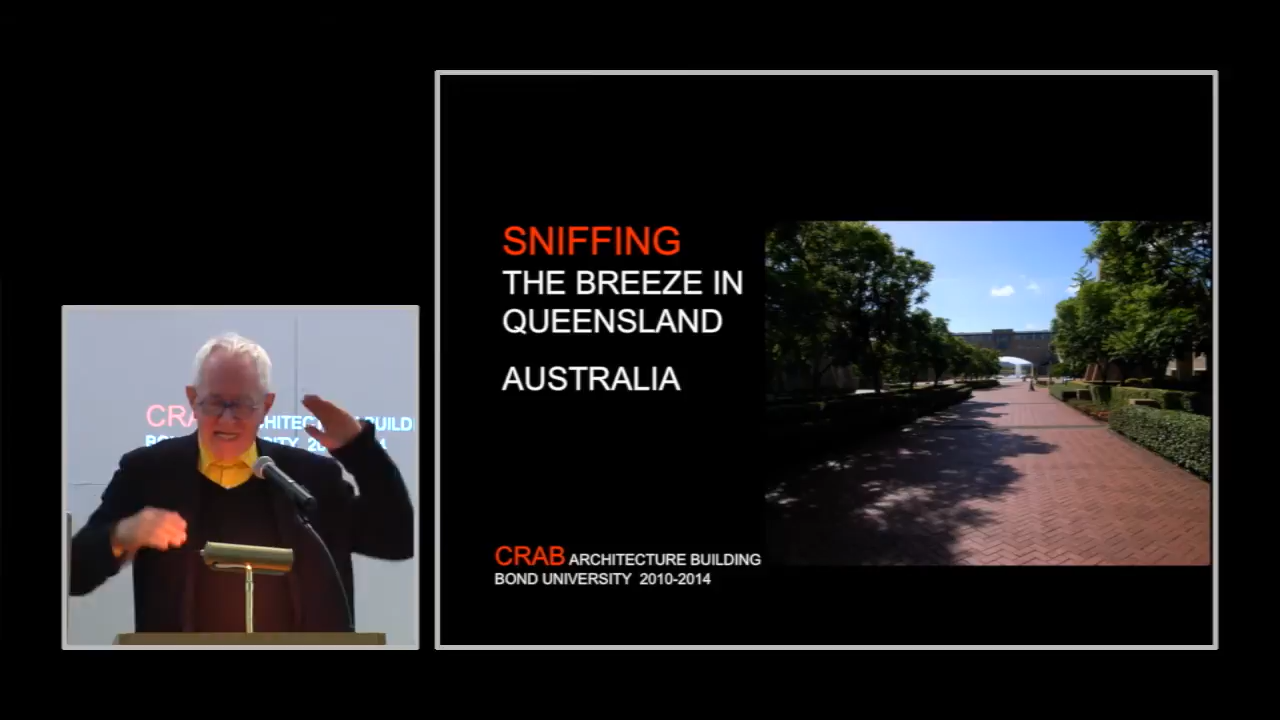 SNIFFING
THE BREEZE IN
QUEENSLAND
AUSTRALIA
CRAB ARCHITECTURE BUILDING
BOND UNIVERSITY 2010-2014